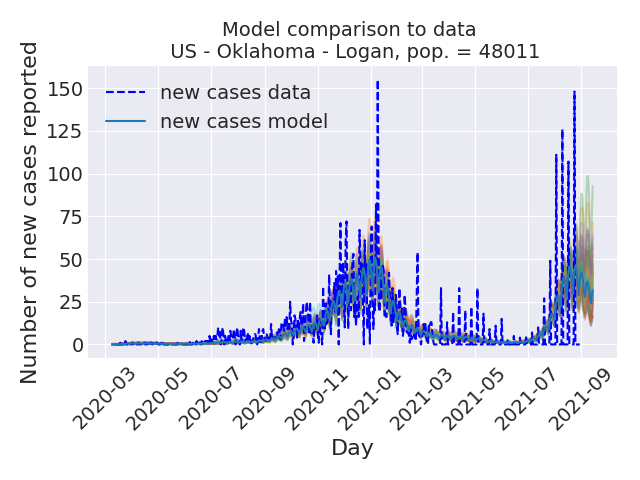 Model comparison to data
US - Oklahoma - Logan, pop. = 48011
new cases data
new cases model
Number of new cases reported
150
125
100
75
50
25
0
2020-03
2020-05
2020-07
2020-09
2020-11
2021-01
2021-03
2021-05
2021-07
2021-09
Day